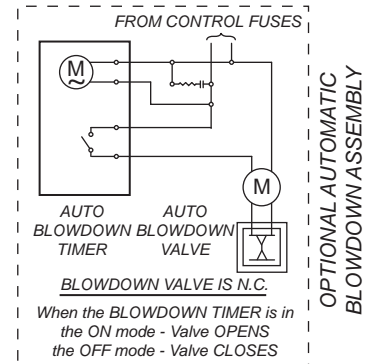 FROM CONTROL FUSES
M
~
M
AUTO
BLOWDOWN
TIMER
AUTO
BLOWDOWN
VALVE
BLOWDOWN VALVE IS N.C.
When the BLOWDOWN TIMER is in
the ON mode - Valve OPENS
the OFF mode - Valve CLOSES
OPTIONAL AUTOMATIC
BLOWDOWN ASSEMBLY